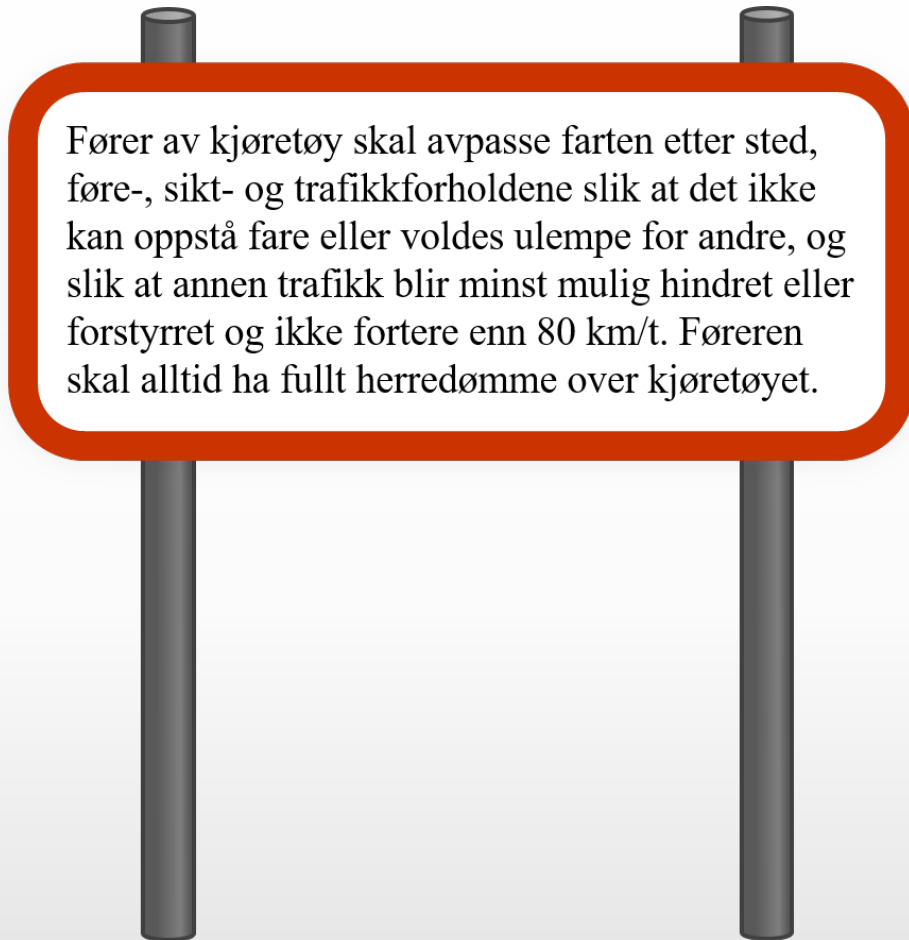 Fører av kjøretøy skal avpasse farten etter sted,
føre-, sikt- og trafikkforholdene slik at det ikke
kan oppstå fare eller voldes ulempe for andre, og
slik at annen trafikk blir minst mulig hindret eller
forstyrret og ikke fortere enn 80 km/t. Føreren
skal alltid ha fullt herredømme over kjøretøyet.